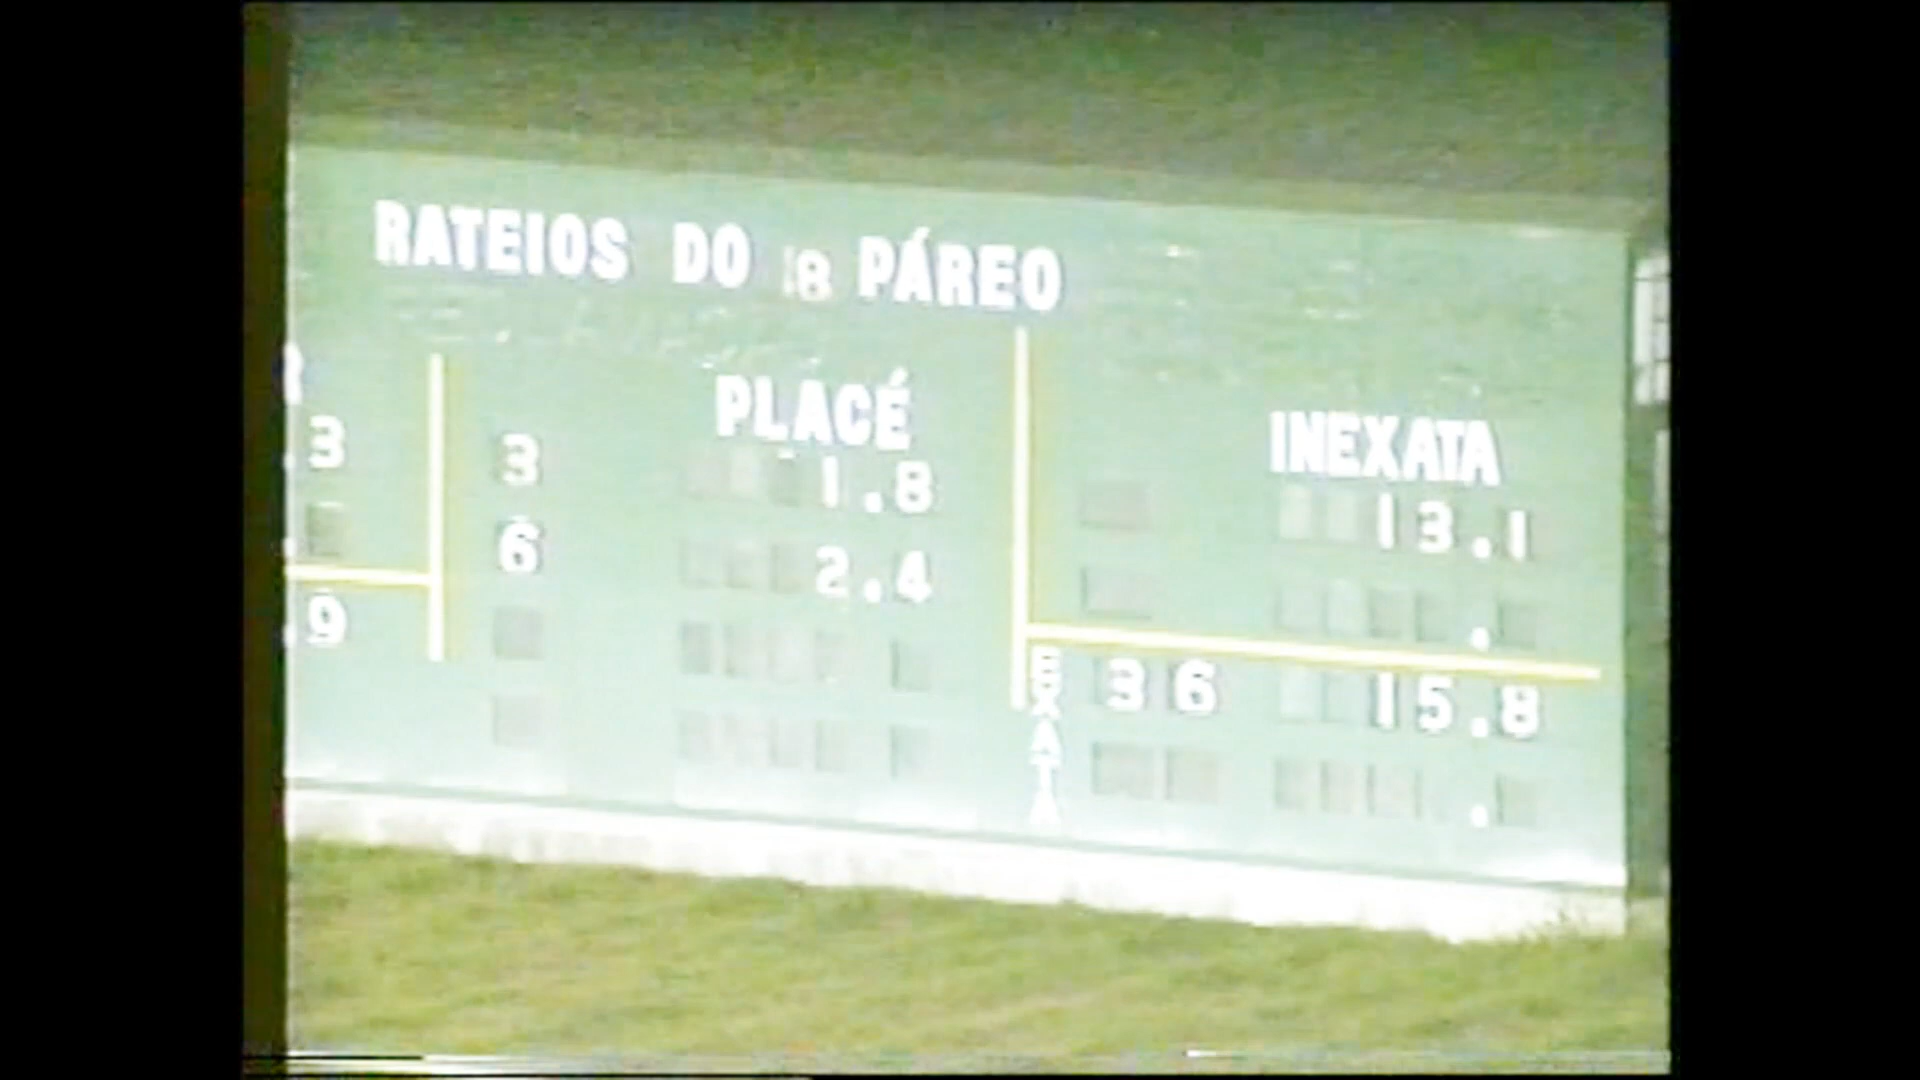 RATEIOS DO 8 PÁREO
PLACÉ
INEXATA
3
3
1.8
13.1
6
2.4
.
9
EXATA
36
15.8
.